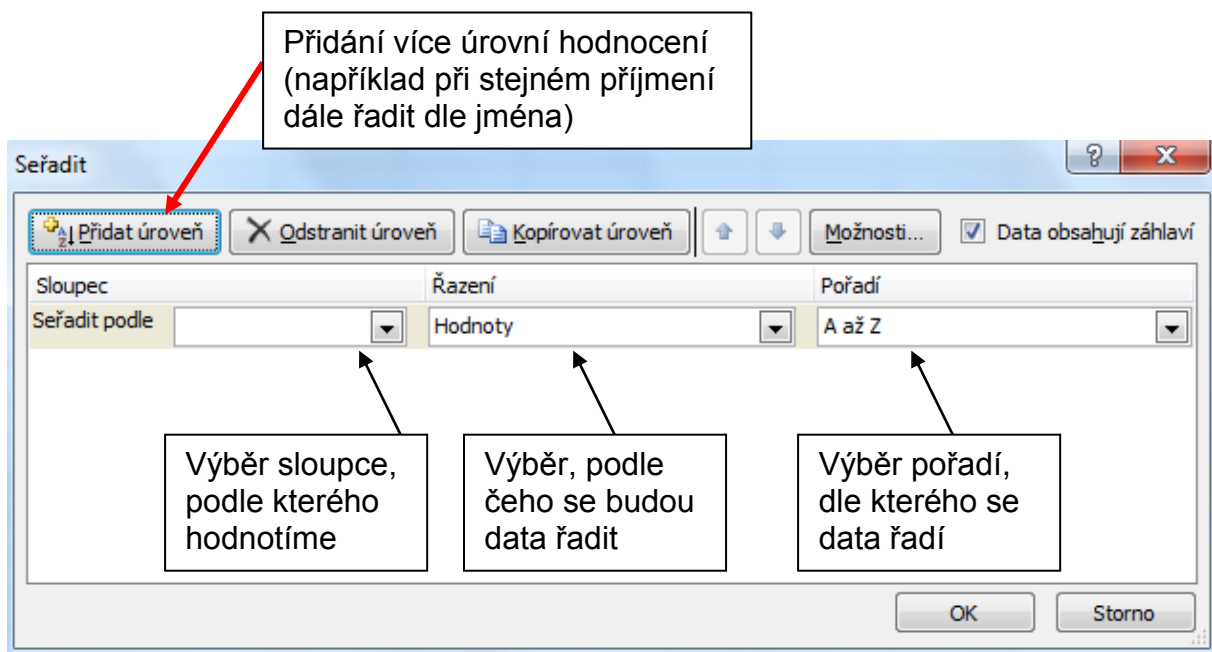 Přidání více úrovní hodnocení
(například při stejném příjmení
dále řadit dle jména)
Seřadit
Přidat úroveň Odstranit úroveň Kopírovat úroveň Možnosti... Data obsahují záhlaví
Sloupec Řazení Pořadí
Seřadit podle Hodnoty A až Z
Výběr sloupce,
podle kterého
hodnotíme
Výběr, podle
čeho se budou
data řadit
Výběr pořadí,
dle kterého se
data řadí
OK Storno